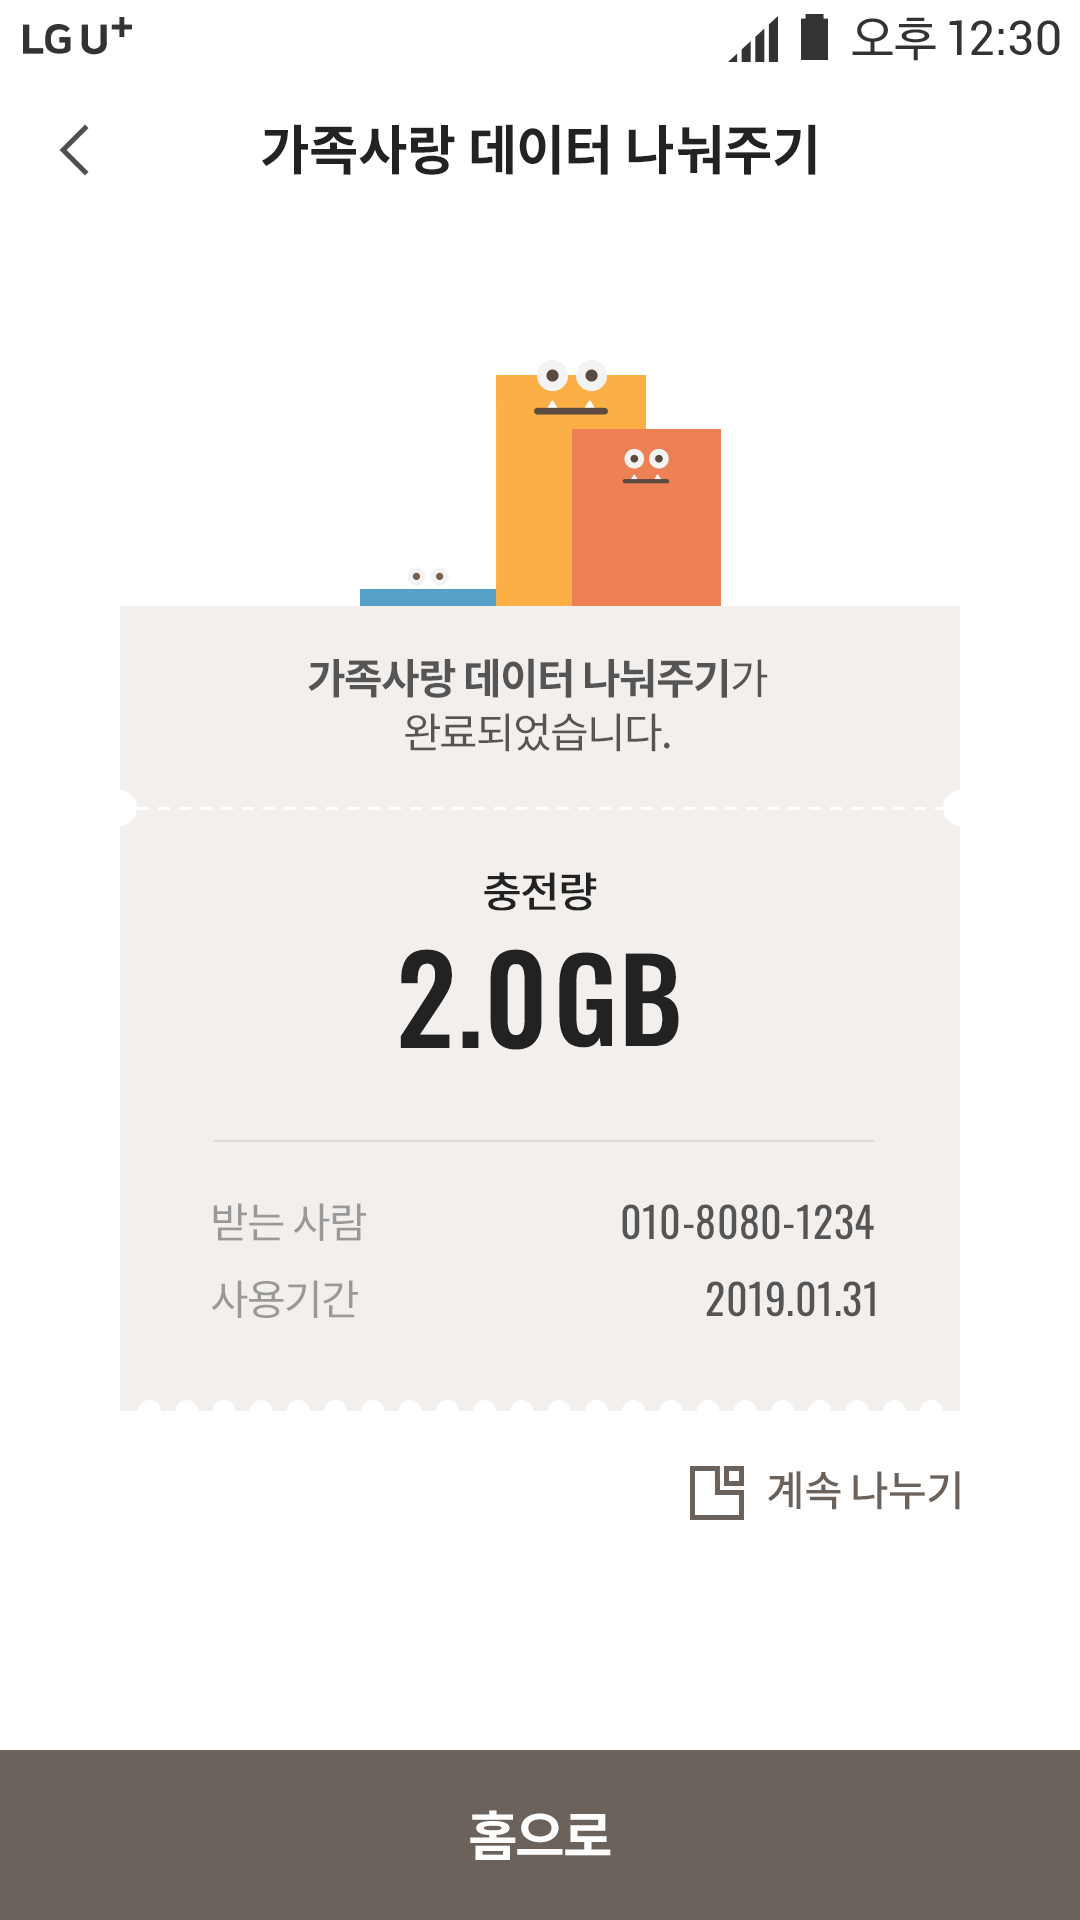 LG U+ 오후 12:30
가족사랑 데이터 나눠주기
가족사랑 데이터 나눠주기가
완료되었습니다.
충전량
2.0GB
받는 사람 010-8080-1234
사용기간 2019.01.31
계속 나누기
홈으로